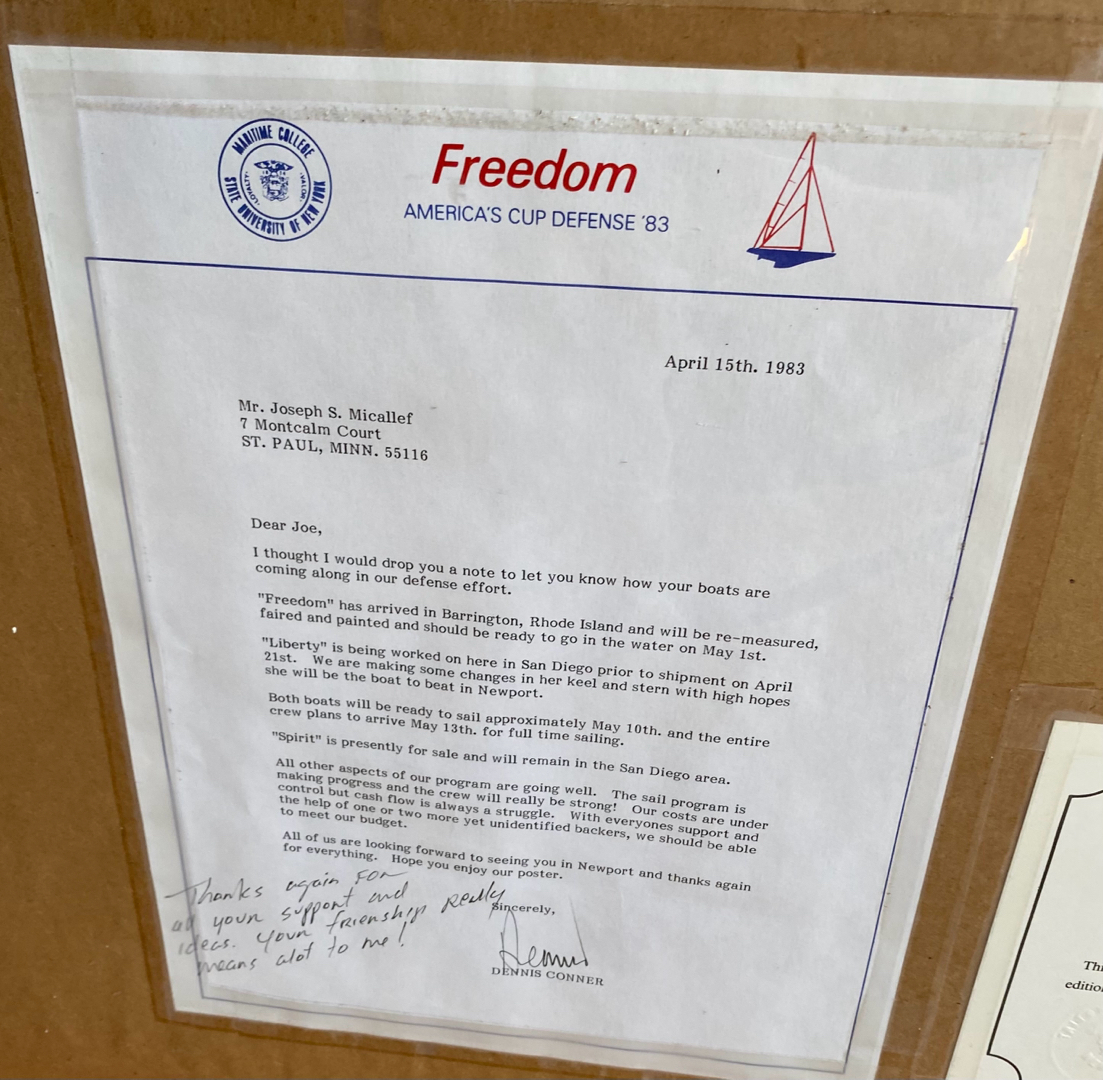 MARITIME COLLEGE
STATE UNIVERSITY OF NEW YORK
LOYALTY
VALOR
Freedom
AMERICA'S CUP DEFENSE '83
April 15th. 1983
Mr. Joseph S. Micallef
7 Montcalm Court
ST. PAUL, MINN. 55116
Dear Joe,
I thought I would drop you a note to let you know how your boats are
coming along in our defense effort.
"Freedom" has arrived in Barrington, Rhode Island and will be re-measured,
faired and painted and should be ready to go in the water on May 1st.
"Liberty" is being worked on here in San Diego prior to shipment on April
21st. We are making some changes in her keel and stern with high hopes
she will be the boat to beat in Newport.
Both boats will be ready to sail approximately May 10th. and the entire
crew plans to arrive May 13th. for full time sailing.
"Spirit" is presently for sale and will remain in the San Diego area.
All other aspects of our program are going well. The sail program is
making progress and the crew will really be strong! Our costs are under
control but cash flow is always a struggle. With everyones support and
the help of one or two more yet unidentified backers, we should be able
to meet our budget.
All of us are looking forward to seeing you in Newport and thanks again
for everything. Hope you enjoy our poster.
Thanks again for
all your support and
ideas. Your frienship really
means alot to me!
Sincerely,
Dennis
DENNIS CONNER
Thi
editio